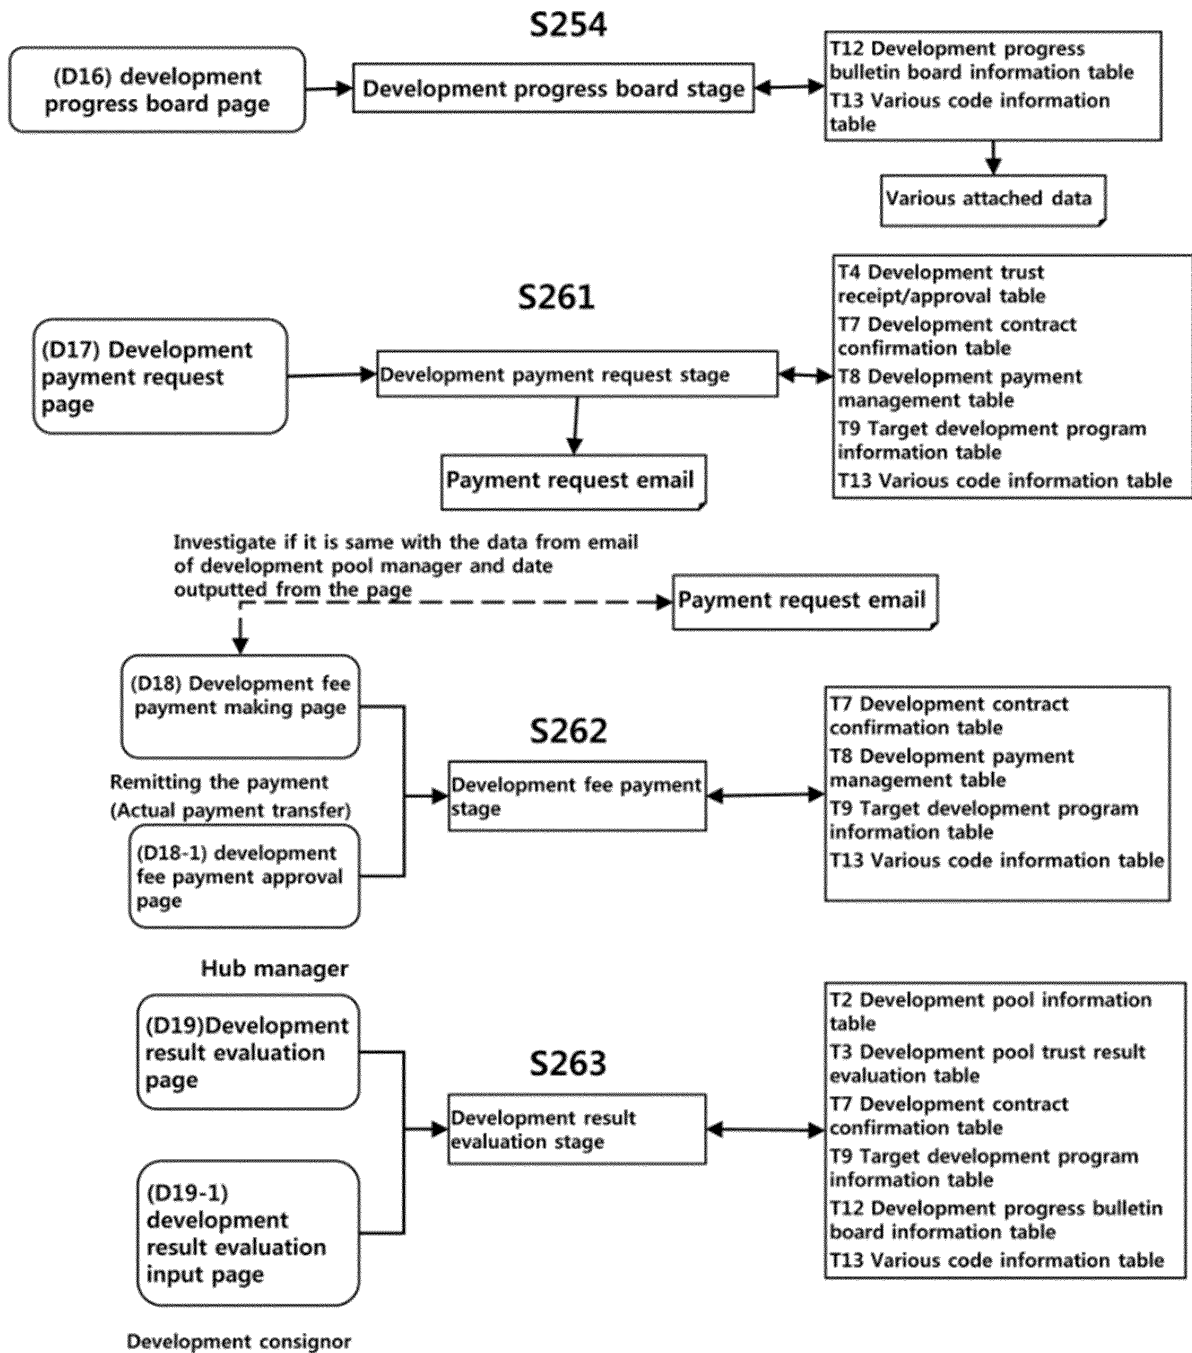 S254
(D16) development
progress board page
Development progress board stage
T12 Development progress
bulletin board information table
T13 Various code information
table
Various attached data
S261
(D17) Development
payment request
page
Development payment request stage
T4 Development trust
receipt/approval table
T7 Development contract
confirmation table
T8 Development payment
management table
T9 Target development program
information table
T13 Various code information table
Payment request email
Investigate if it is same with the data from email
of development pool manager and date
outputted from the page
Payment request email
(D18) Development fee
payment making page
Remitting the payment
(Actual payment transfer)
(D18-1) development
fee payment approval
page
S262
Development fee payment
stage
T7 Development contract
confirmation table
T8 Development payment
management table
T9 Target development program
information table
T13 Various code information table
Hub manager
(D19)Development
result evaluation
page
S263
Development result
evaluation stage
T2 Development pool information
table
T3 Development pool trust result
evaluation table
T7 Development contract
confirmation table
T9 Target development program
information table
T12 Development progress bulletin
board information table
T13 Various code information table
(D19-1)
development
result evaluation
input page
Development consignor